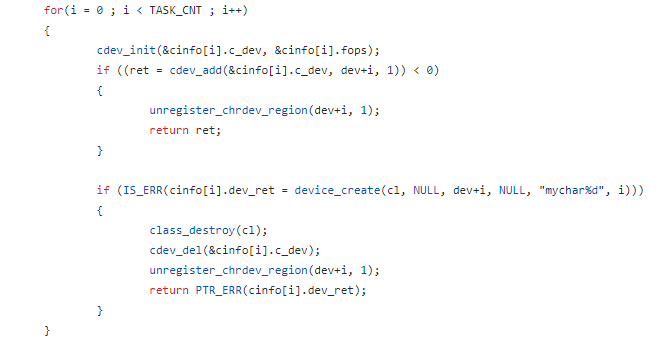 for(i = 0 ; i < TASK_CNT ; i++)
{
cdev_init(&cinfo[i].c_dev, &cinfo[i].fops);
if ((ret = cdev_add(&cinfo[i].c_dev, dev+i, 1)) < 0)
{
unregister_chrdev_region(dev+i, 1);
return ret;
}
if (IS_ERR(cinfo[i].dev_ret = device_create(cl, NULL, dev+i, NULL, "mychar%d", i)))
{
class_destroy(cl);
cdev_del(&cinfo[i].c_dev);
unregister_chrdev_region(dev+i, 1);
return PTR_ERR(cinfo[i].dev_ret);
}
}